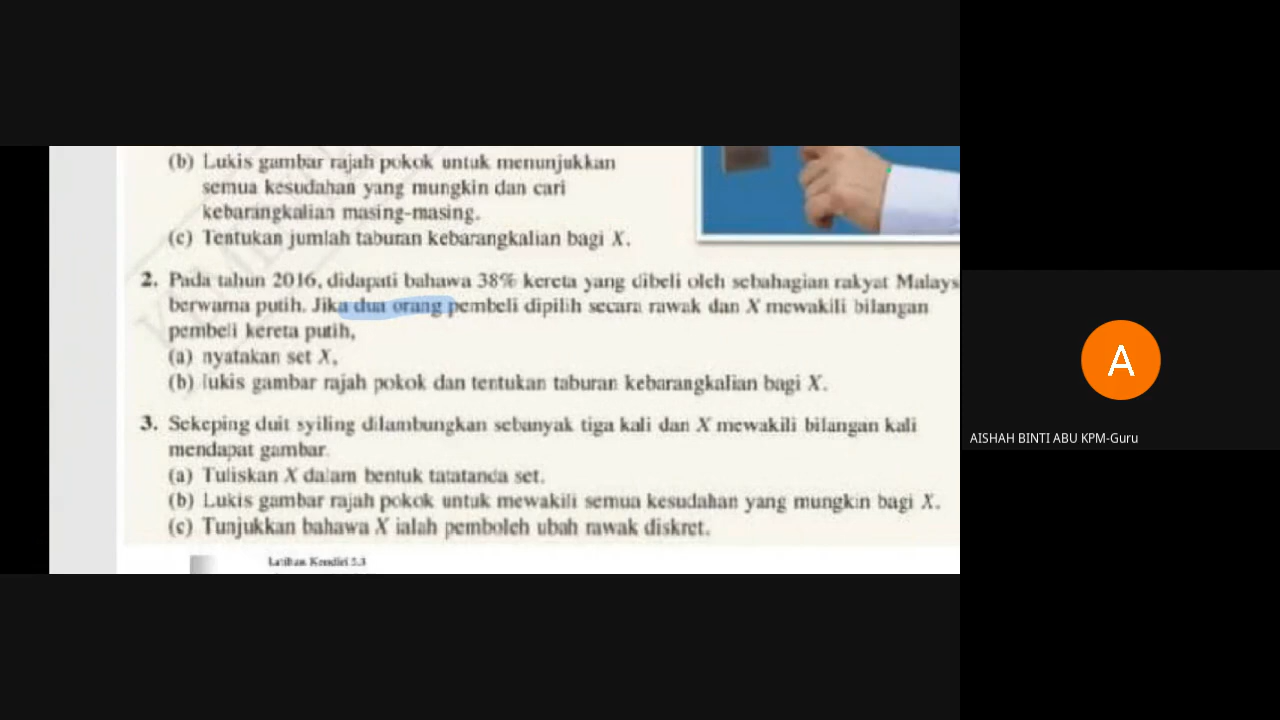 (b) Lukis gambar rajah pokok untuk menunjukkan
semua kesudahan yang mungkin dan cari
kebarangkalian masing-masing.
(c) Tentukan jumlah taburan kebarangkalian bagi X.
2. Pada tahun 2016, didapati bahawa 38% kereta yang dibeli oleh sebahagian rakyat Malays
berwarna putih. Jika dua orang pembeli dipilih secara rawak dan X mewakili bilangan
pembeli kereta putih,
(a) nyatakan set X,
(b) lukis gambar rajah pokok dan tentukan taburan kebarangkalian bagi X.
3. Sekeping duit syiling dilambungkan sebanyak tiga kali dan X mewakili bilangan kali
mendapat gambar.
(a) Tuliskan X dalam bentuk tatatanda set.
(b) Lukis gambar rajah pokok untuk mewakili semua kesudahan yang mungkin bagi X.
(c) Tunjukkan bahawa X ialah pemboleh ubah rawak diskret.
Latihan Kendiri 5.3
A
AISHAH BINTI ABU KPM-Guru